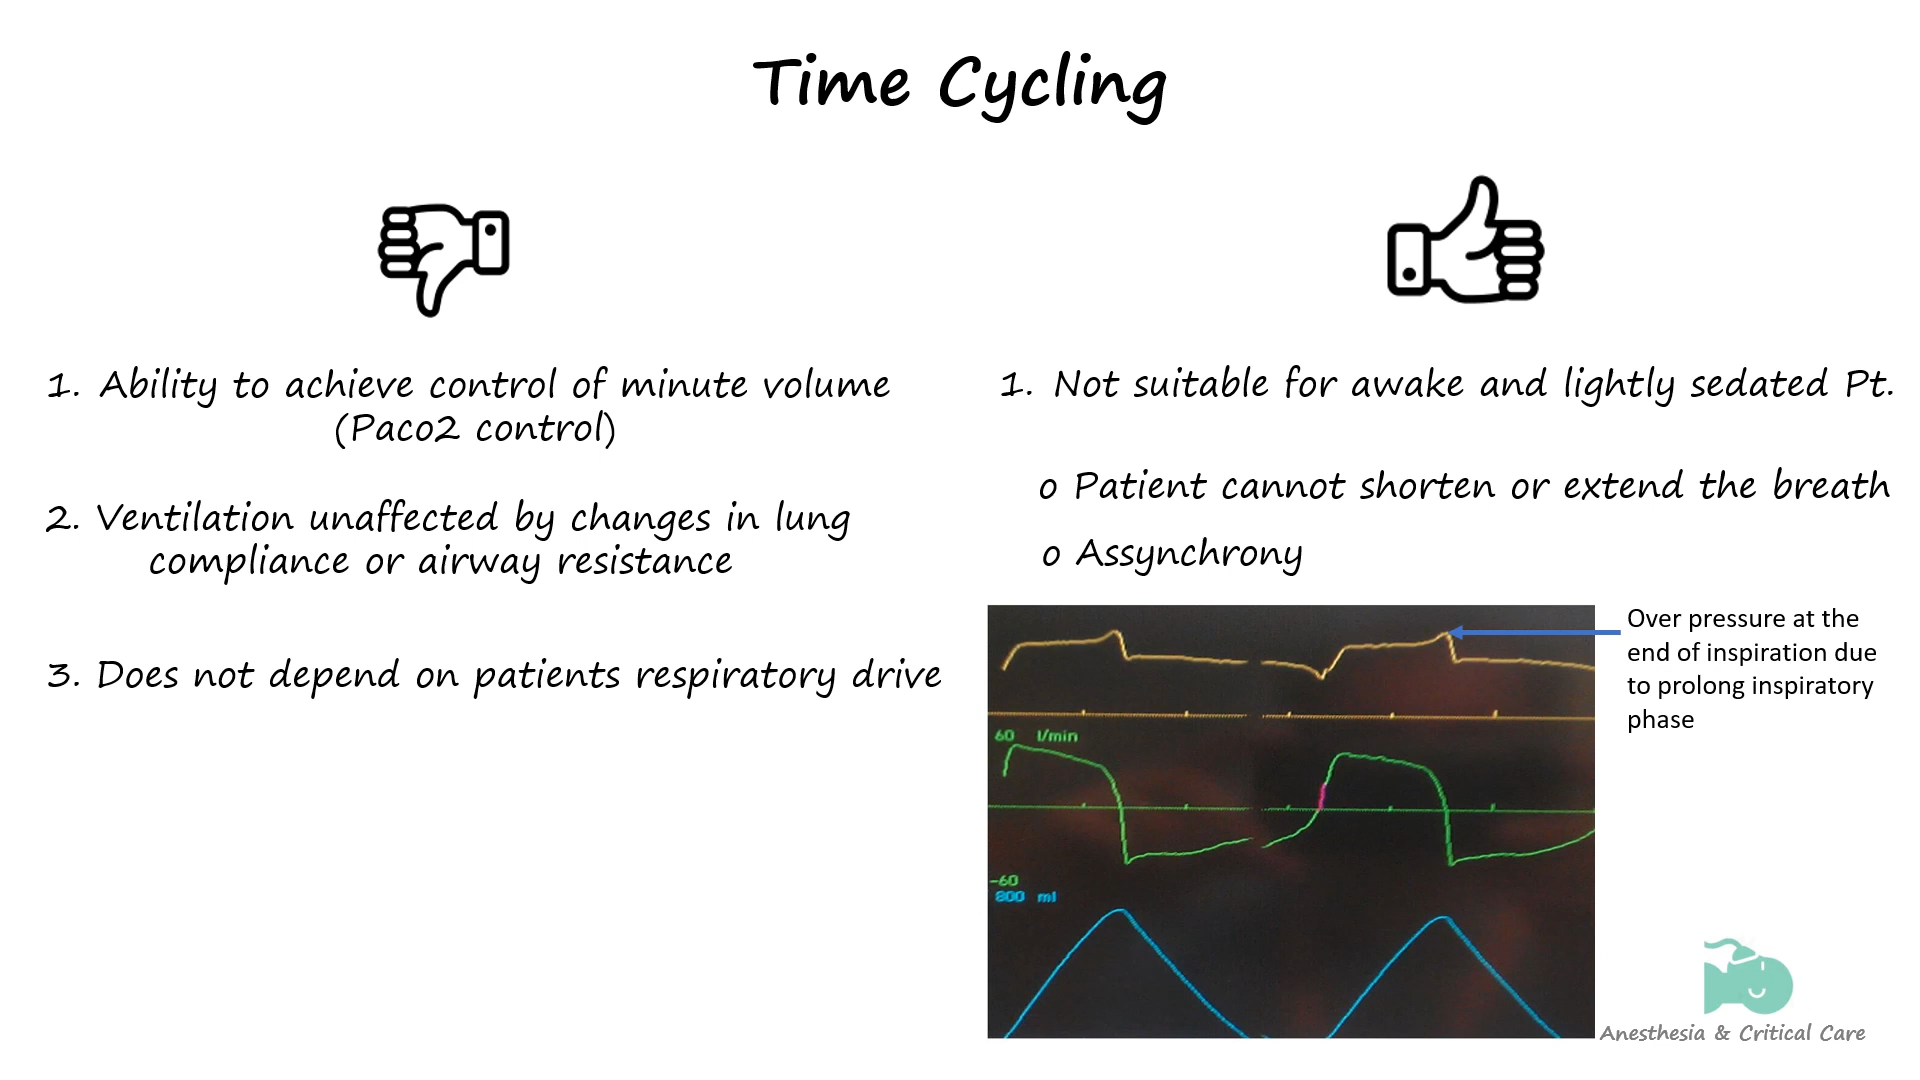 Time Cycling
1. Ability to achieve control of minute volume
(Paco2 control)
2. Ventilation unaffected by changes in lung
compliance or airway resistance
3. Does not depend on patients respiratory drive
1. Not suitable for awake and lightly sedated Pt.
o Patient cannot shorten or extend the breath
o Assynchrony
Over pressure at the
end of inspiration due
to prolong inspiratory
phase
60 l/min
-60
800 ml
Anesthesia & Critical Care